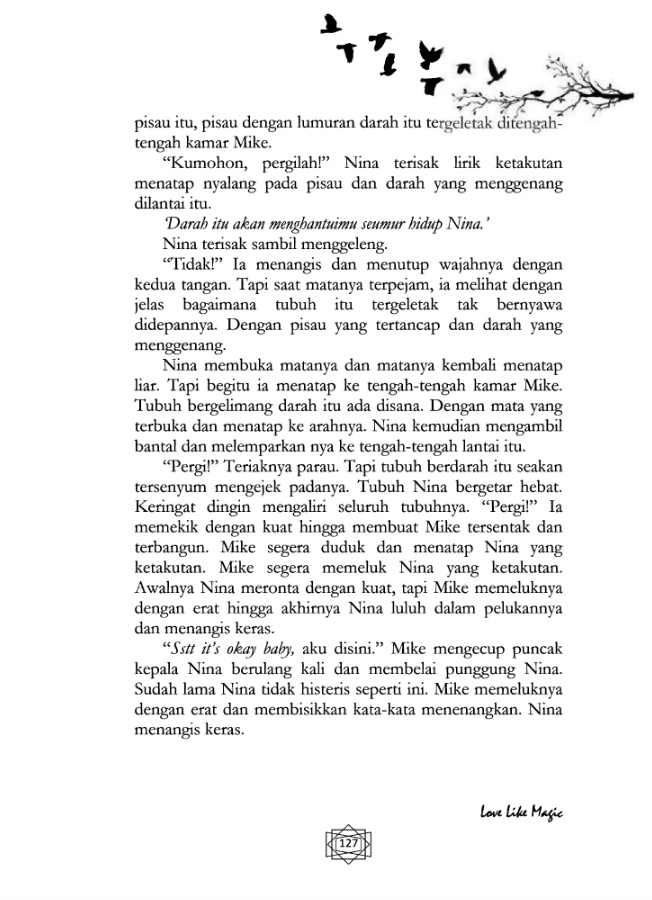 pisau itu, pisau dengan lumuran darah itu tergeletak ditengah-
tengah kamar Mike.
“Kumohon, pergilah!” Nina terisak lirik ketakutan
menatap nyalang pada pisau dan darah yang menggenang
dilantai itu.
‘Darah itu akan menghantuimu seumur hidup Nina.’
Nina terisak sambil menggeleng.
“Tidak!” Ia menangis dan menutup wajahnya dengan
kedua tangan. Tapi saat matanya terpejam, ia melihat dengan
jelas bagaimana tubuh itu tergeletak tak bernyawa
didepannya. Dengan pisau yang tertancap dan darah yang
menggenang.
Nina membuka matanya dan matanya kembali menatap
liar. Tapi begitu ia menatap ke tengah-tengah kamar Mike.
Tubuh bergelimang darah itu ada disana. Dengan mata yang
terbuka dan menatap ke arahnya. Nina kemudian mengambil
bantal dan melemparkan nya ke tengah-tengah lantai itu.
“Pergi!” Teriaknya parau. Tapi tubuh berdarah itu seakan
tersenyum mengejek padanya. Tubuh Nina bergetar hebat.
Keringat dingin mengaliri seluruh tubuhnya. “Pergi!” Ia
memekik dengan kuat hingga membuat Mike tersentak dan
terbangun. Mike segera duduk dan menatap Nina yang
ketakutan. Mike segera memeluk Nina yang ketakutan.
Awalnya Nina meronta dengan kuat, tapi Mike memeluknya
dengan erat hingga akhirnya Nina luluh dalam pelukannya
dan menangis keras.
“Sstt it’s okay baby, aku disini.” Mike mengecup puncak
kepala Nina berulang kali dan membelai punggung Nina.
Sudah lama Nina tidak histeris seperti ini. Mike memeluknya
dengan erat dan membisikkan kata-kata menenangkan. Nina
menangis keras.
Love Like Magic
127